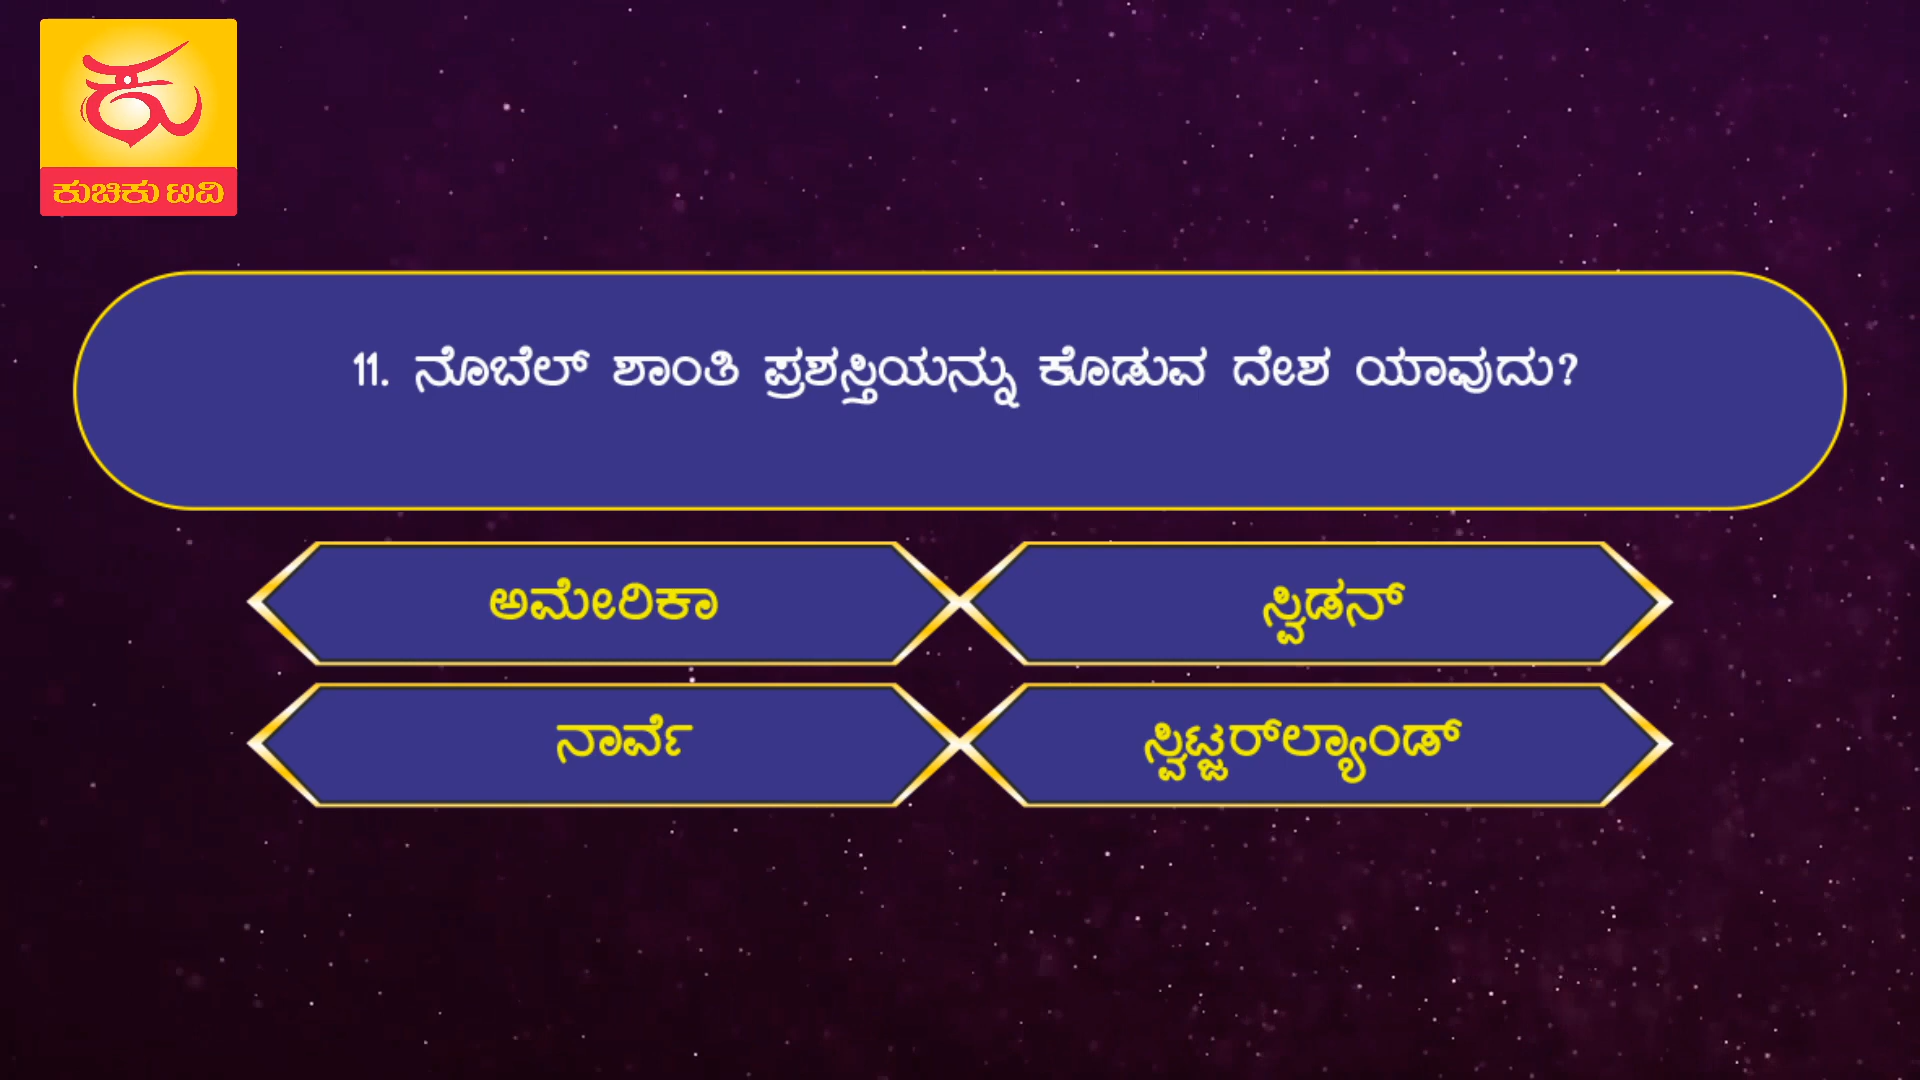 ಕು
ಕುಚಿಕು ಟಿವಿ
11. ನೊಬೆಲ್ ಶಾಂತಿ ಪ್ರಶಸ್ತಿಯನ್ನು ಕೊಡುವ ದೇಶ ಯಾವುದು?
ಅಮೇರಿಕಾ
ಸ್ವಿಡನ್
ನಾರ್ವೆ
ಸ್ವಿಟ್ಜರ್‌ಲ್ಯಾಂಡ್